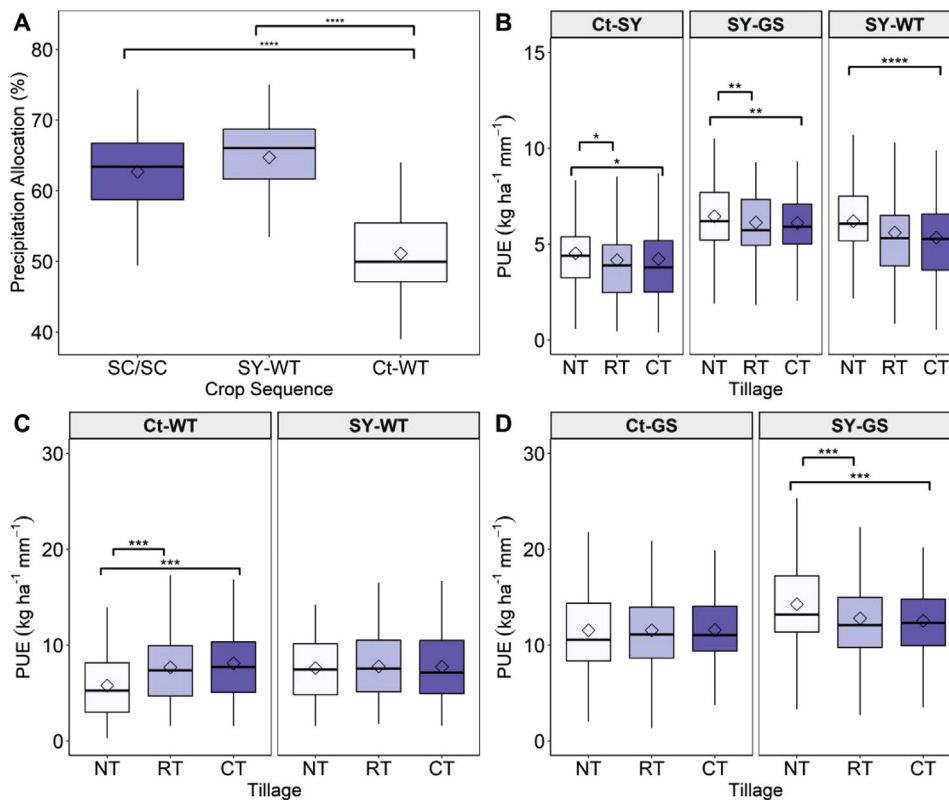 A
Precipitation Allocation (%)
80
70
60
50
40
****
****
SC/SC SY-WT Ct-WT
Crop Sequence
B
Ct-SY SY-GS SY-WT
PUE (kg ha⁻¹ mm⁻¹)
15
10
5
0
*
*
**
**
****
NT RT CT NT RT CT NT RT CT
Tillage
C
Ct-WT SY-WT
PUE (kg ha⁻¹ mm⁻¹)
30
20
10
0
***
***
NT RT CT NT RT CT
Tillage
D
Ct-GS SY-GS
PUE (kg ha⁻¹ mm⁻¹)
30
20
10
0
***
***
NT RT CT NT RT CT
Tillage